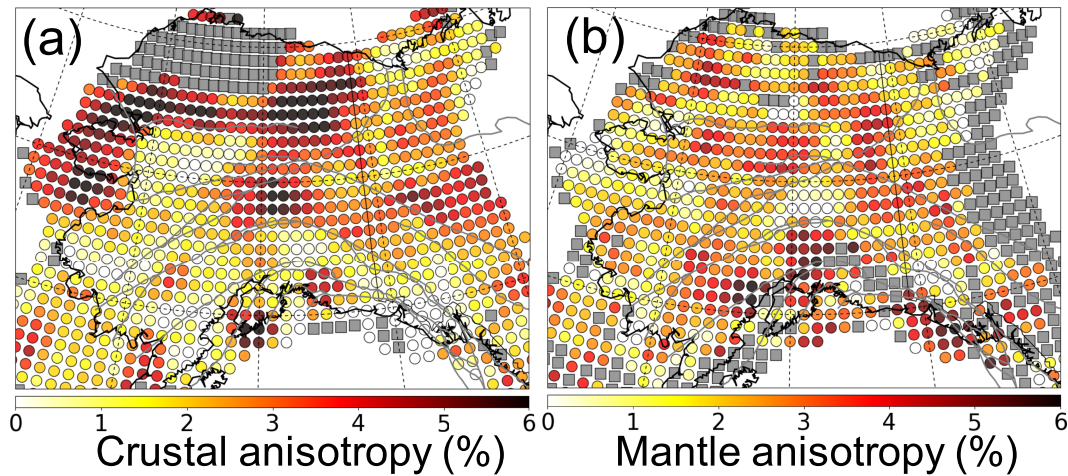 (a)
(b)
0 1 2 3 4 5 6
0 1 2 3 4 5 6
Crustal anisotropy (%)
Mantle anisotropy (%)